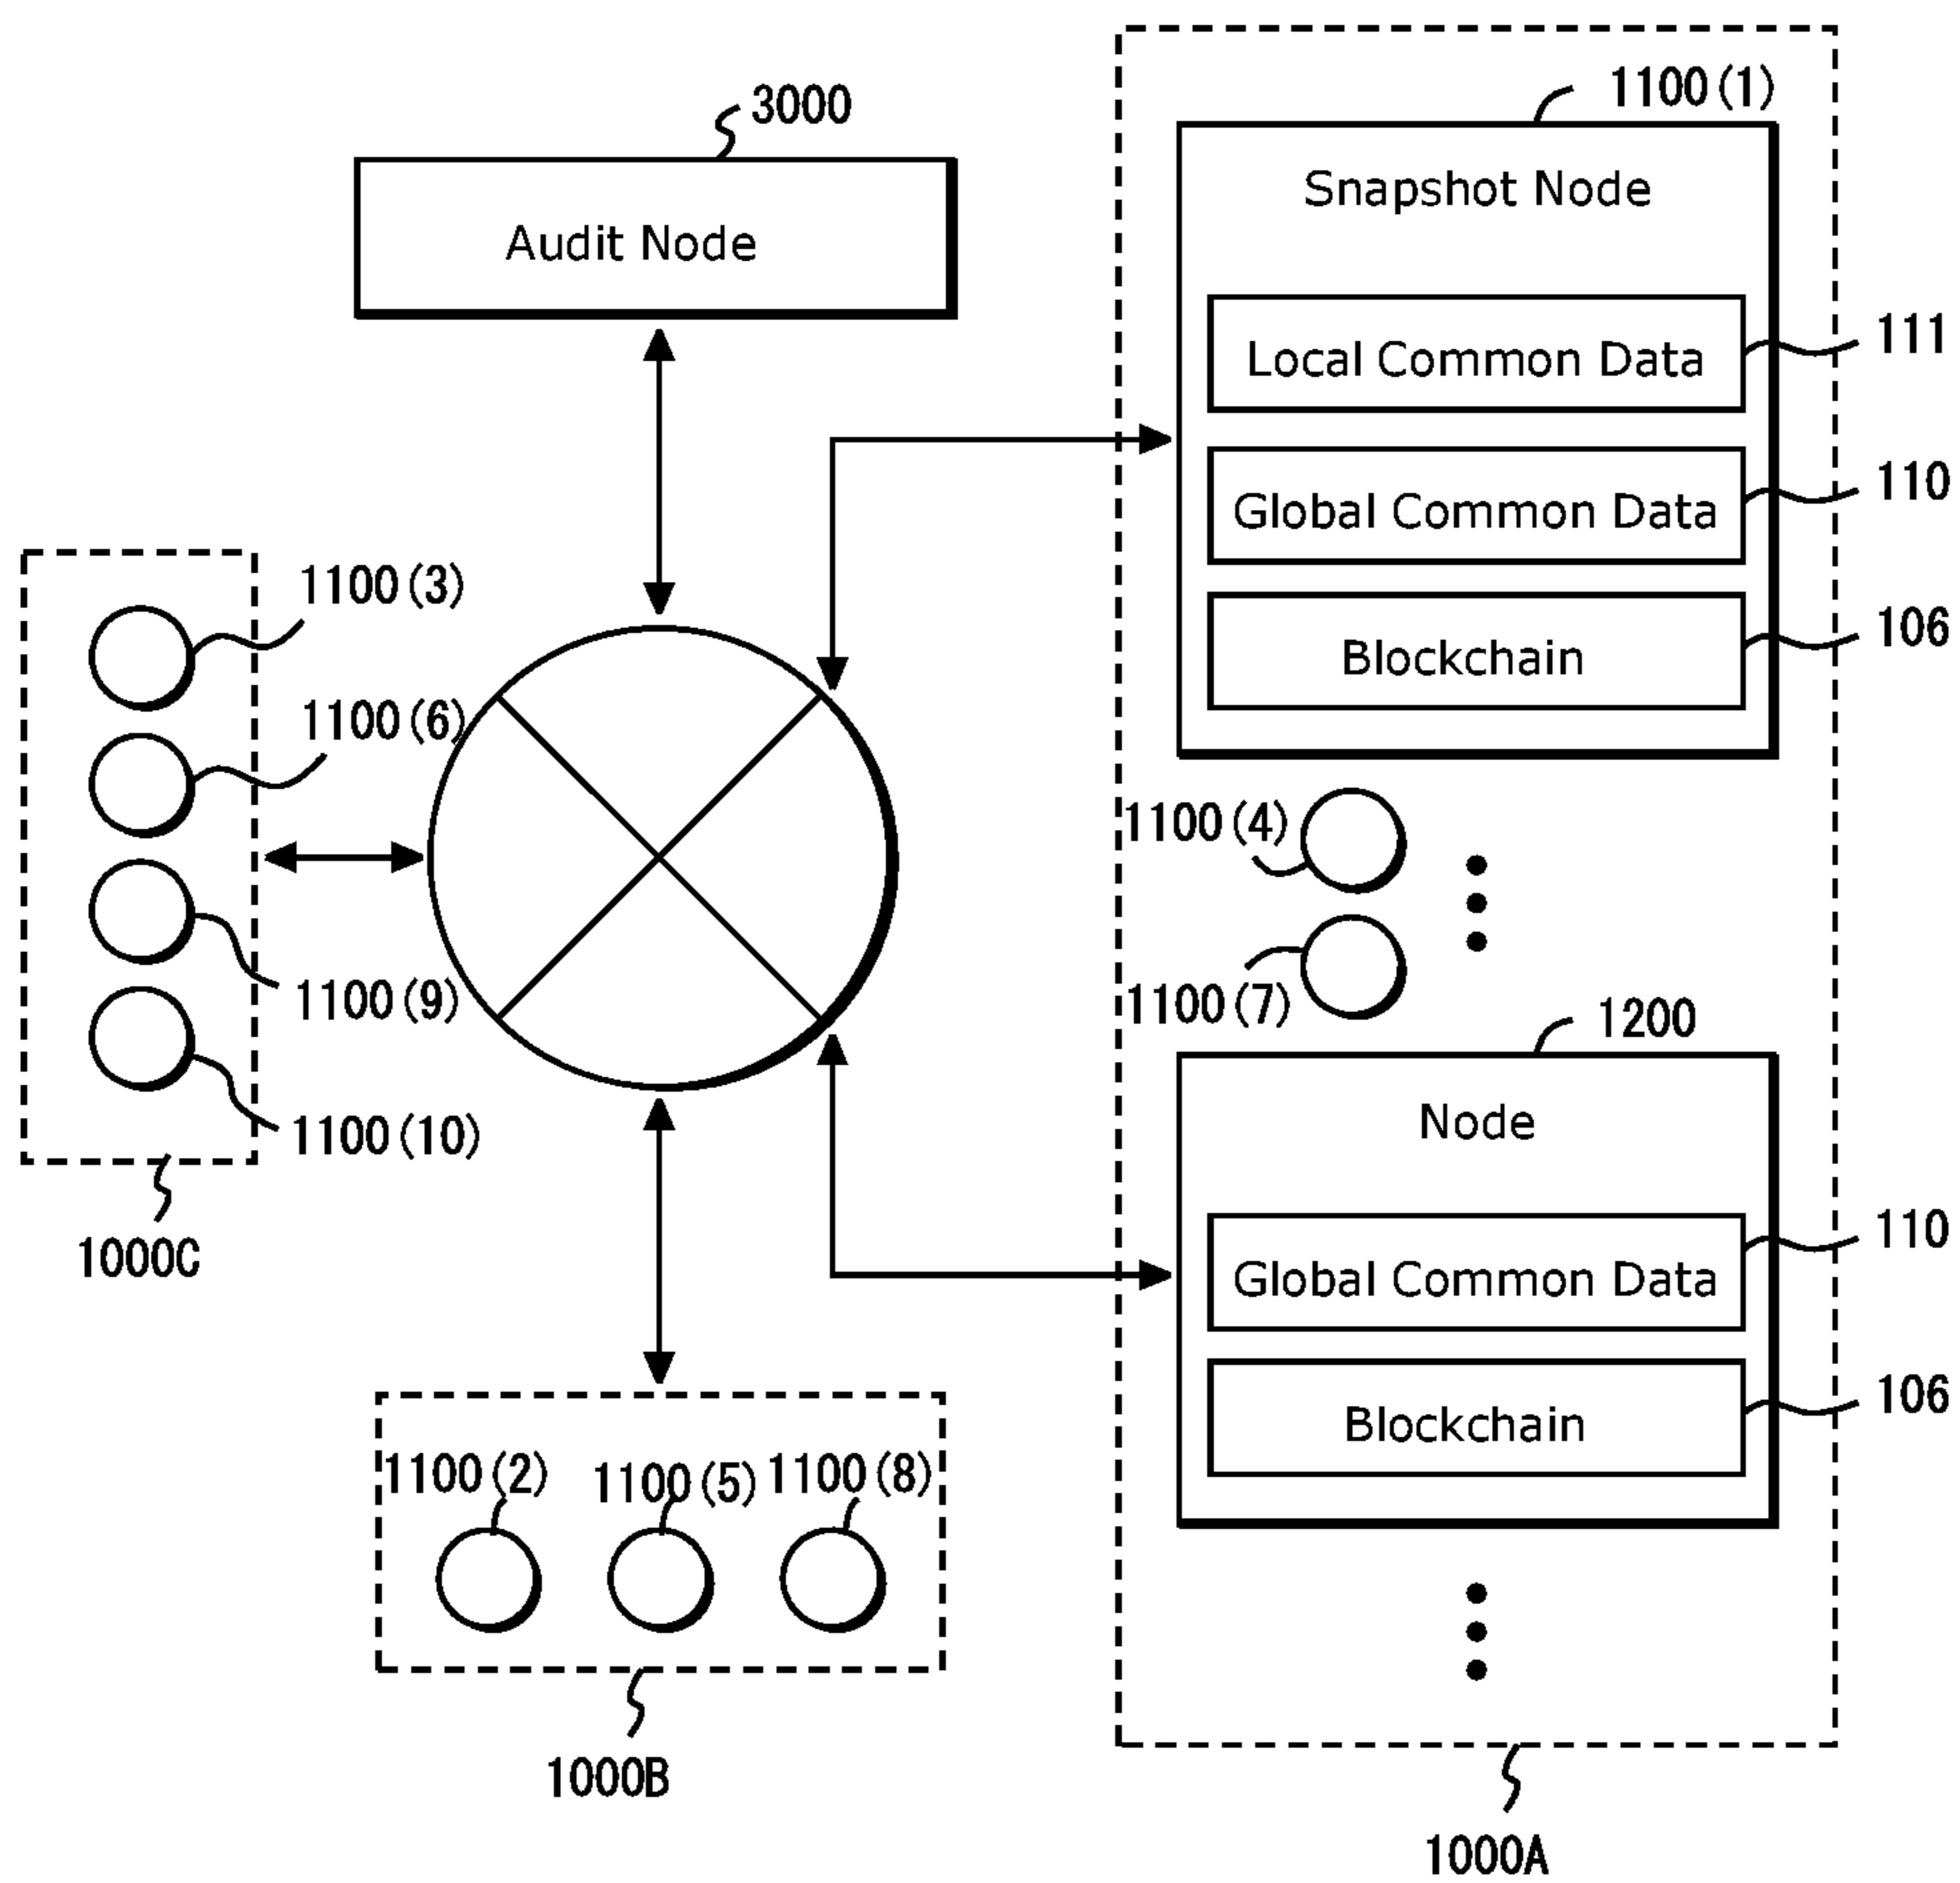 3000
Audit Node
1100(1)
Snapshot Node
Local Common Data
111
Global Common Data
110
Blockchain
106
1100(3)
1100(6)
1100(9)
1100(10)
1000C
1100(4)
1100(7)
1200
Node
Global Common Data
110
Blockchain
106
1100(2)
1100(5)
1100(8)
1000B
1000A